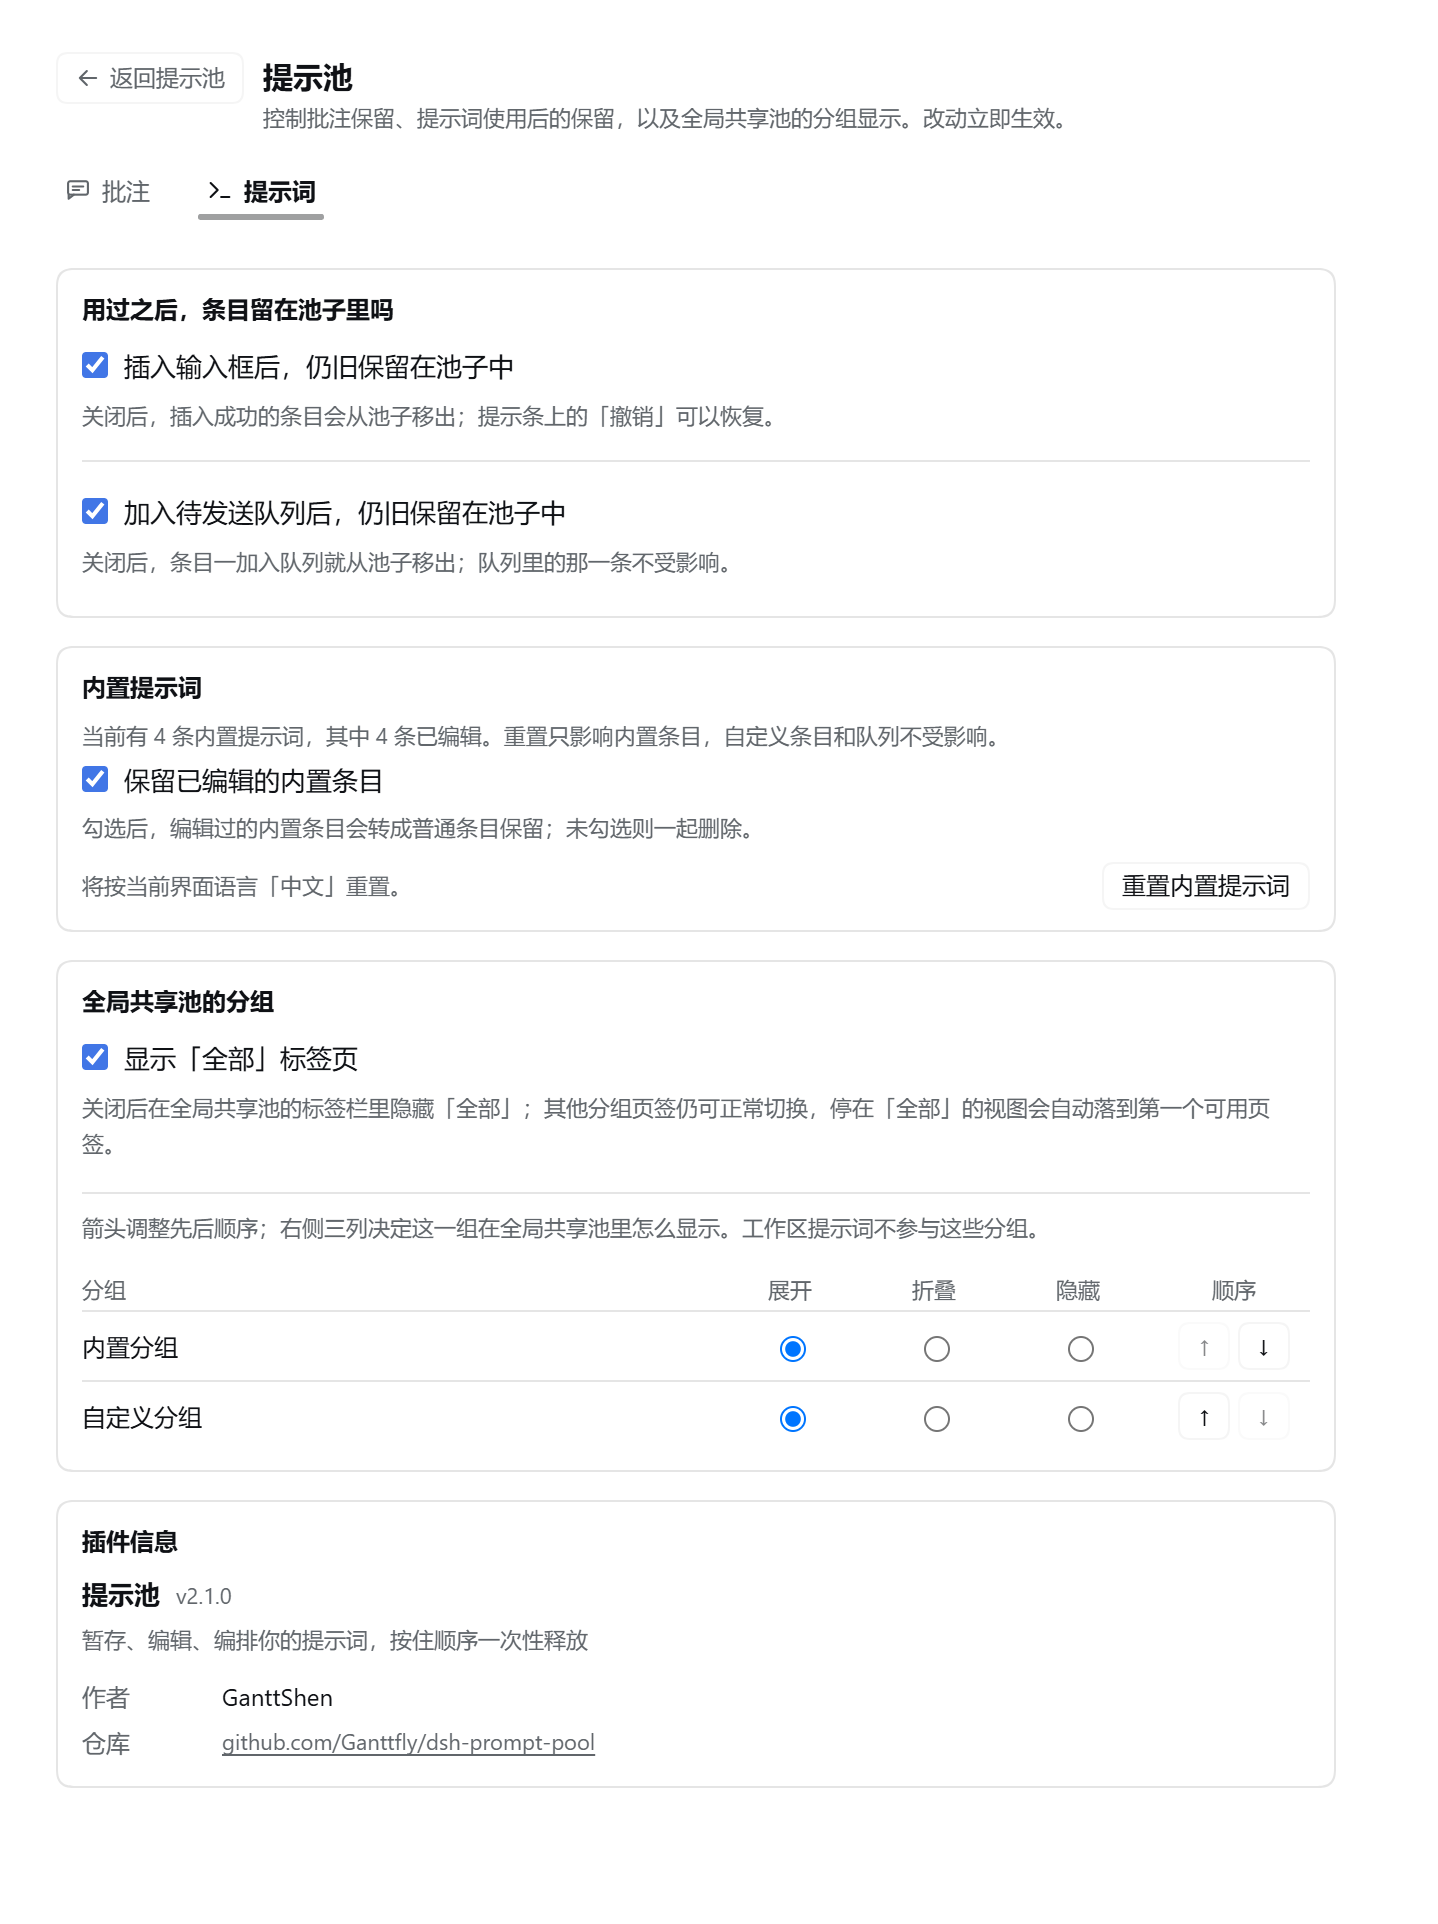 ← 返回提示池
提示池
控制批注保留、提示词使用后的保留，以及全局共享池的分组显示。改动立即生效。
批注
提示词
用过之后，条目留在池子里吗
插入输入框后，仍旧保留在池子中
关闭后，插入成功的条目会从池子移出；提示条上的「撤销」可以恢复。
加入待发送队列后，仍旧保留在池子中
关闭后，条目一加入队列就从池子移出；队列里的那一条不受影响。
内置提示词
当前有 4 条内置提示词，其中 4 条已编辑。重置只影响内置条目，自定义条目和队列不受影响。
保留已编辑的内置条目
勾选后，编辑过的内置条目会转成普通条目保留；未勾选则一起删除。
将按当前界面语言「中文」重置。
重置内置提示词
全局共享池的分组
显示「全部」标签页
关闭后在全局共享池的标签栏里隐藏「全部」；其他分组页签仍可正常切换，停在「全部」的视图会自动落到第一个可用页
签。
箭头调整先后顺序；右侧三列决定这一组在全局共享池里怎么显示。工作区提示词不参与这些分组。
分组 展开 折叠 隐藏 顺序
内置分组 ↑ ↓
自定义分组 ↑ ↓
插件信息
提示池 v2.1.0
暂存、编辑、编排你的提示词，按住顺序一次性释放
作者 GanttShen
仓库 github.com/Ganttfly/dsh-prompt-pool